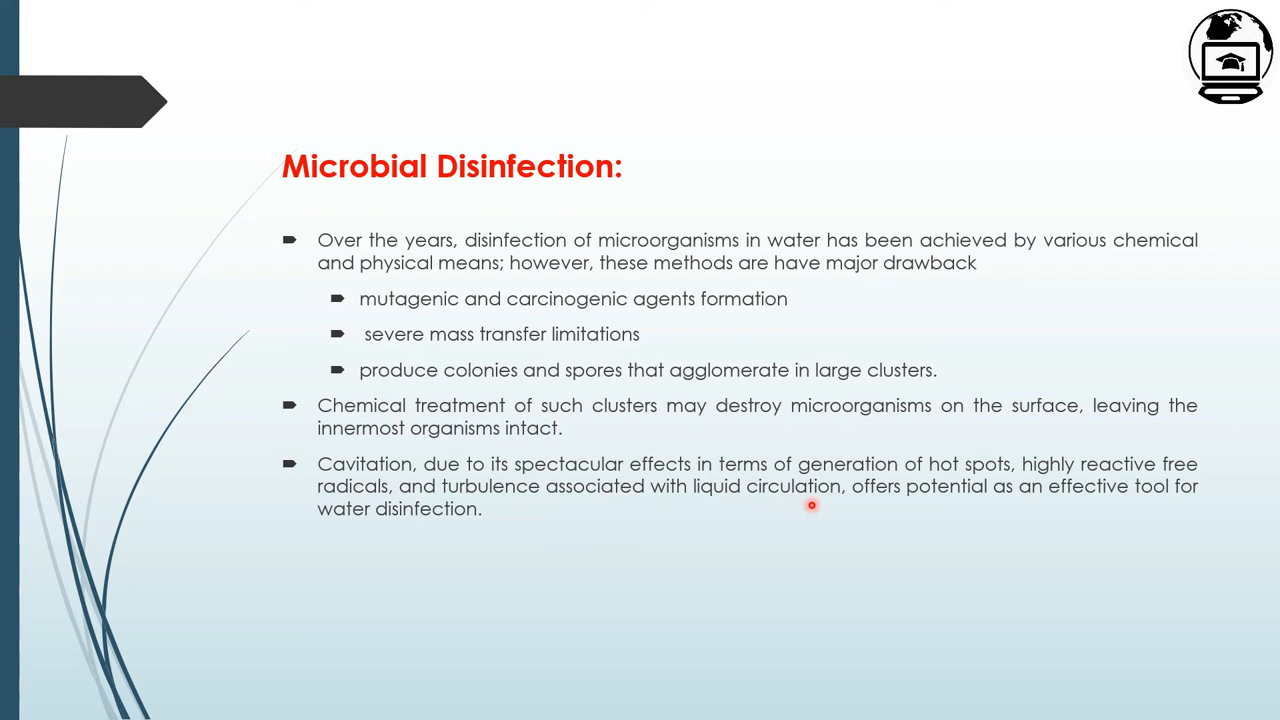 Microbial Disinfection:
Over the years, disinfection of microorganisms in water has been achieved by various chemical
and physical means; however, these methods are have major drawback
mutagenic and carcinogenic agents formation
severe mass transfer limitations
produce colonies and spores that agglomerate in large clusters.
Chemical treatment of such clusters may destroy microorganisms on the surface, leaving the
innermost organisms intact.
Cavitation, due to its spectacular effects in terms of generation of hot spots, highly reactive free
radicals, and turbulence associated with liquid circulation, offers potential as an effective tool for
water disinfection.